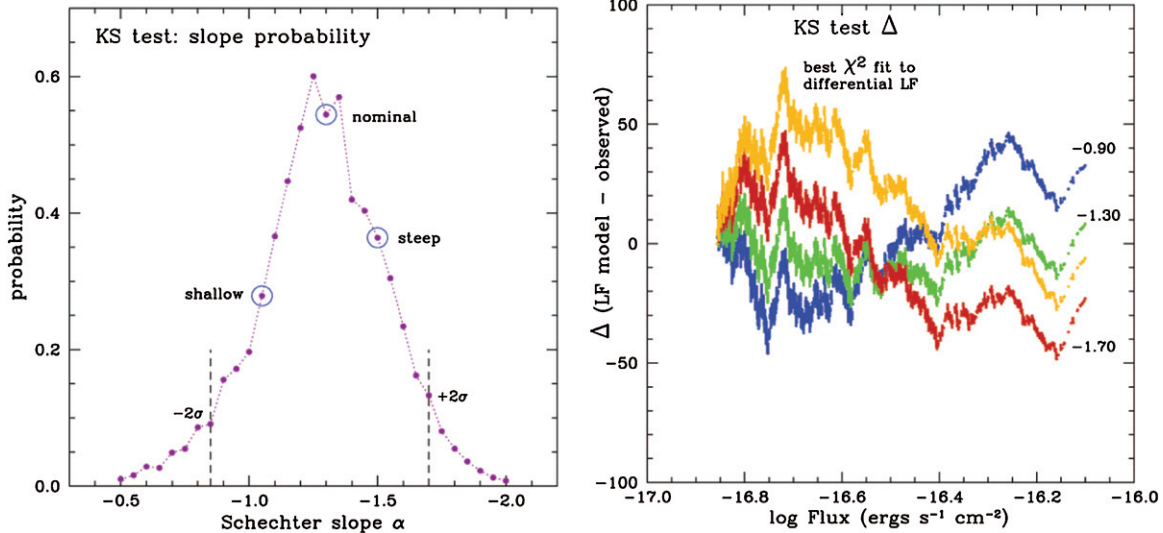 KS test: slope probability
probability
0.6
0.4
0.2
0.0
nominal
steep
shallow
−2σ
+2σ
−0.5
−1.0
−1.5
−2.0
Schechter slope α
KS test Δ
best χ² fit to
differential LF
Δ (LF model − observed)
100
50
0
−50
−100
−0.90
−1.30
−1.70
−17.0
−16.8
−16.6
−16.4
−16.2
−16.0
log Flux (ergs s⁻¹ cm⁻²)